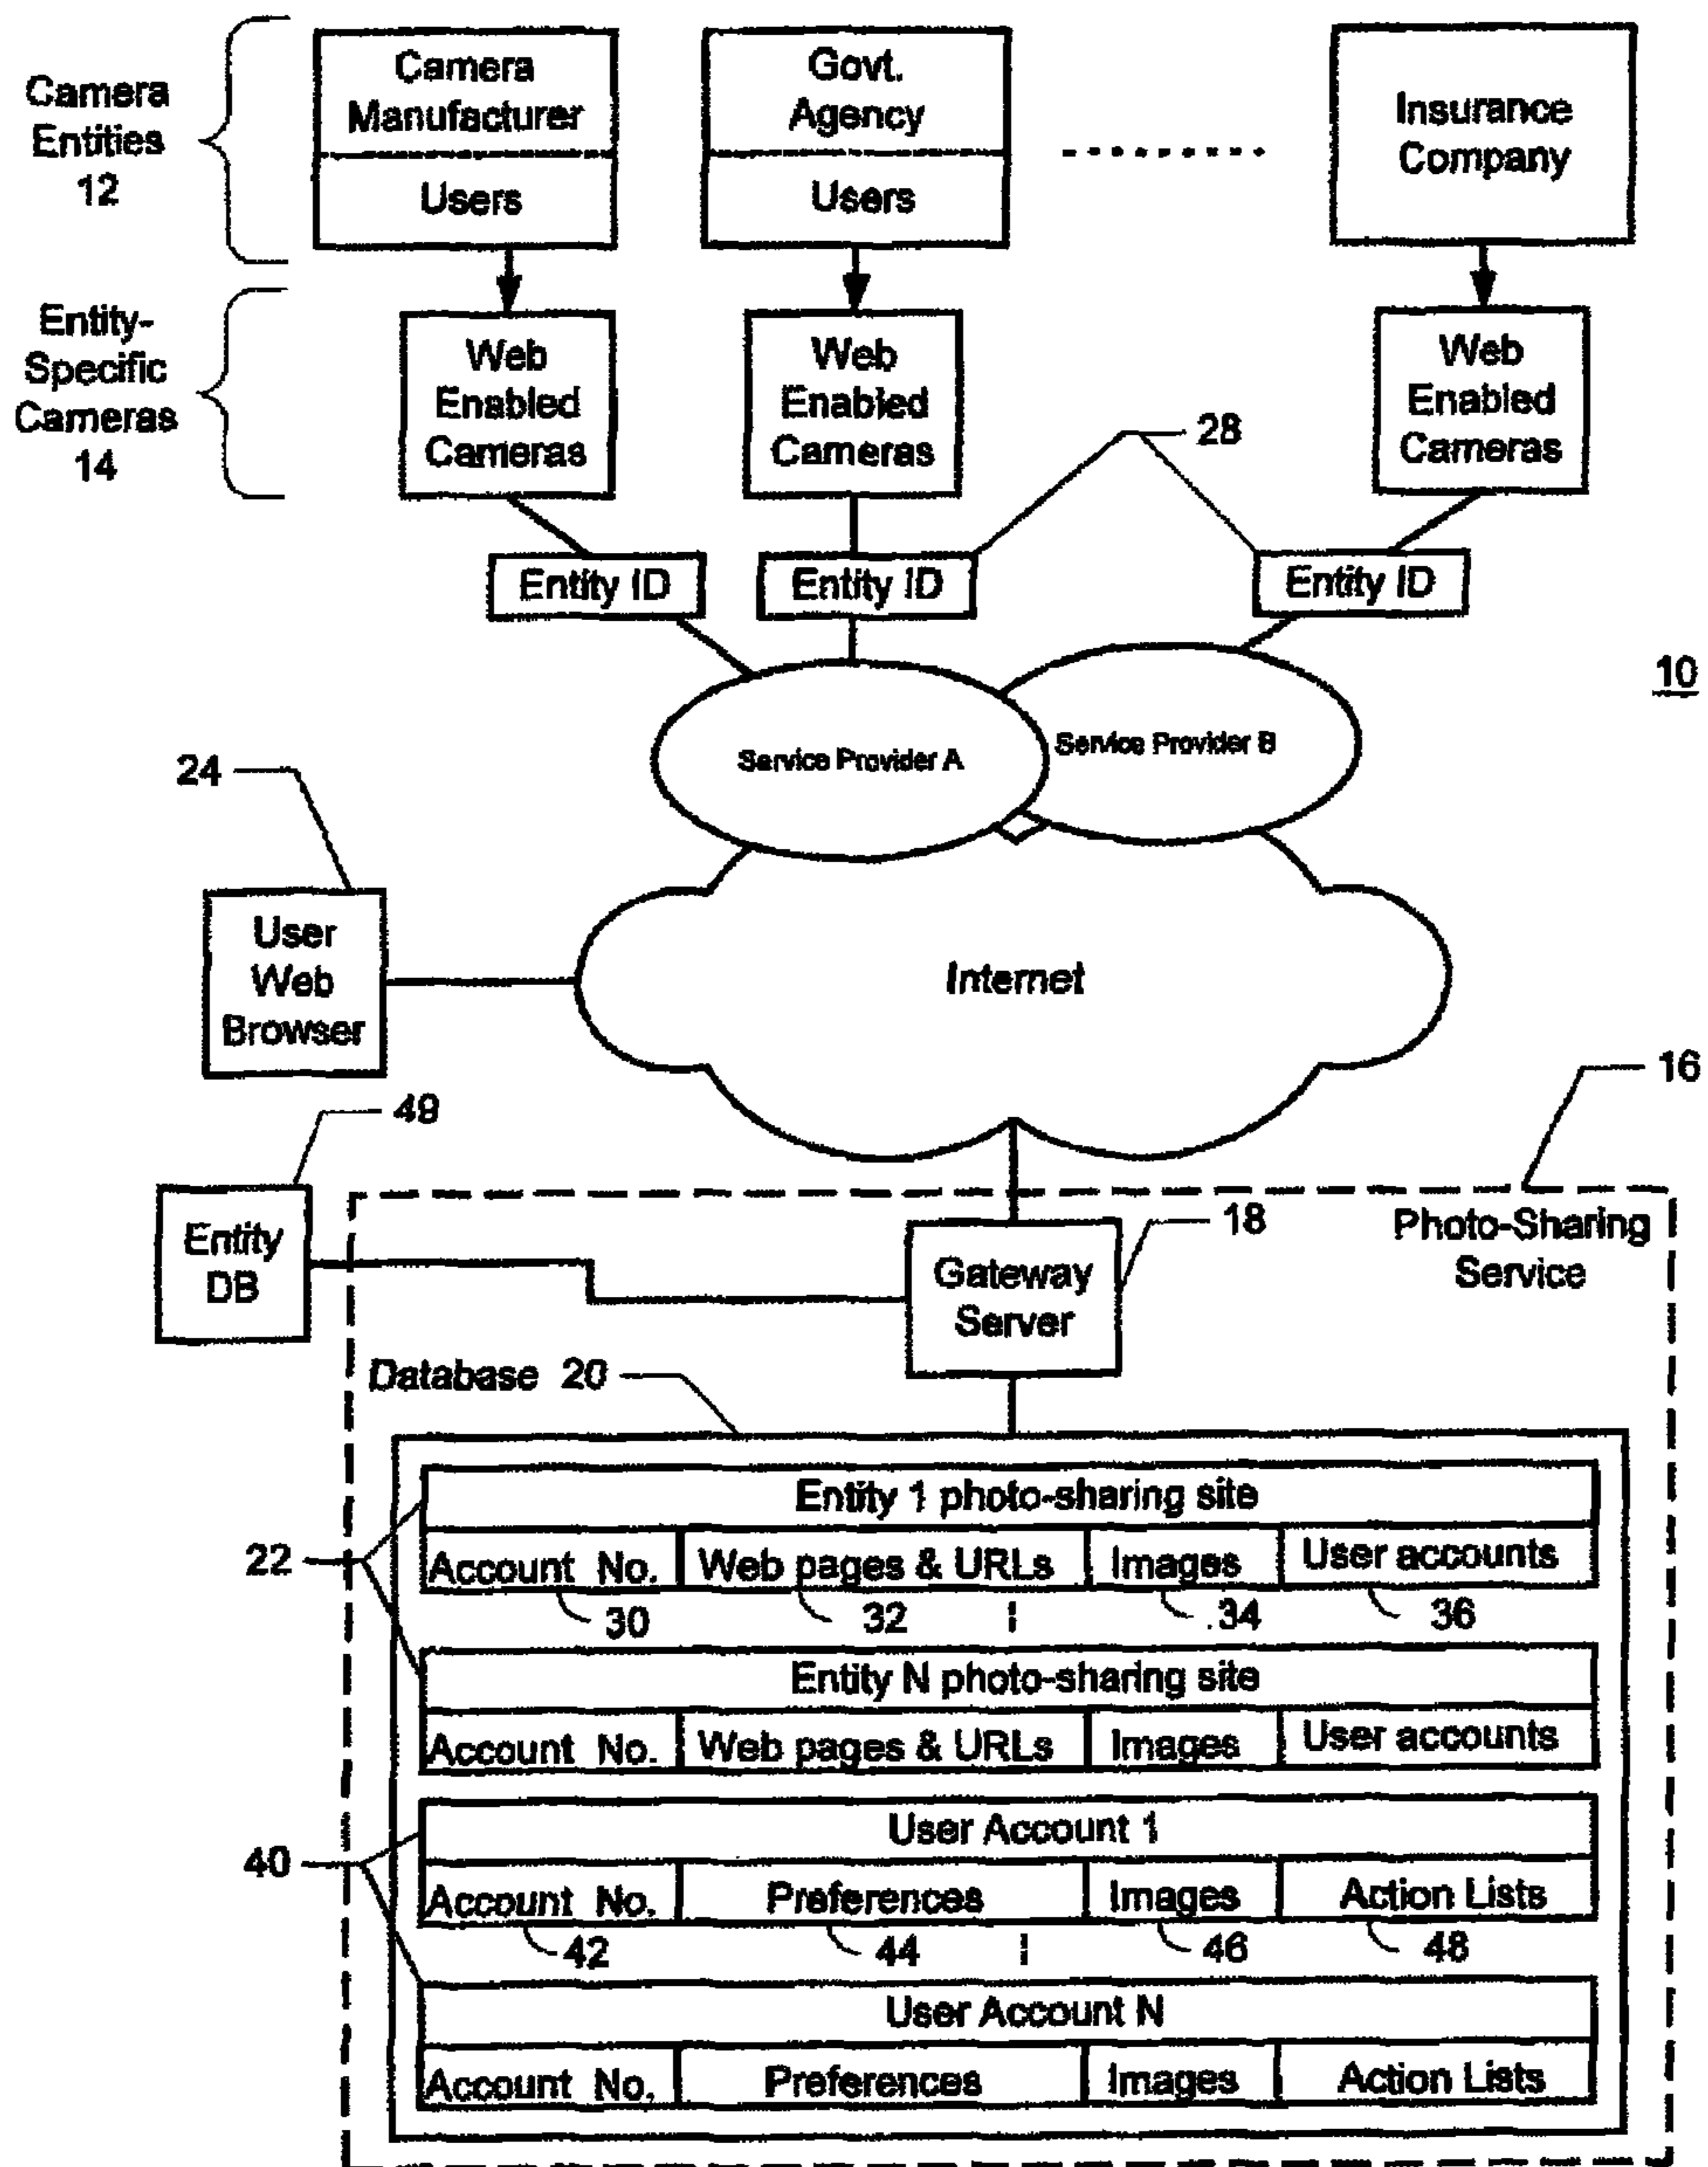 Camera
Entities
12
Camera
Manufacturer
Users
Govt.
Agency
Users
Insurance
Company
Entity-
Specific
Cameras
14
Web
Enabled
Cameras
Web
Enabled
Cameras
Web
Enabled
Cameras
28
Entity ID
Entity ID
Entity ID
10
Service Provider A
Service Provider B
24
User
Web
Browser
Internet
16
49
Entity
DB
18
Gateway
Server
Photo-Sharing
Service
Database 20
22
Entity 1 photo-sharing site
Account No. Web pages & URLs Images User accounts
30 32 34 36
Entity N photo-sharing site
Account No. Web pages & URLs Images User accounts
40
User Account 1
Account No. Preferences Images Action Lists
42 44 46 48
User Account N
Account No. Preferences Images Action Lists